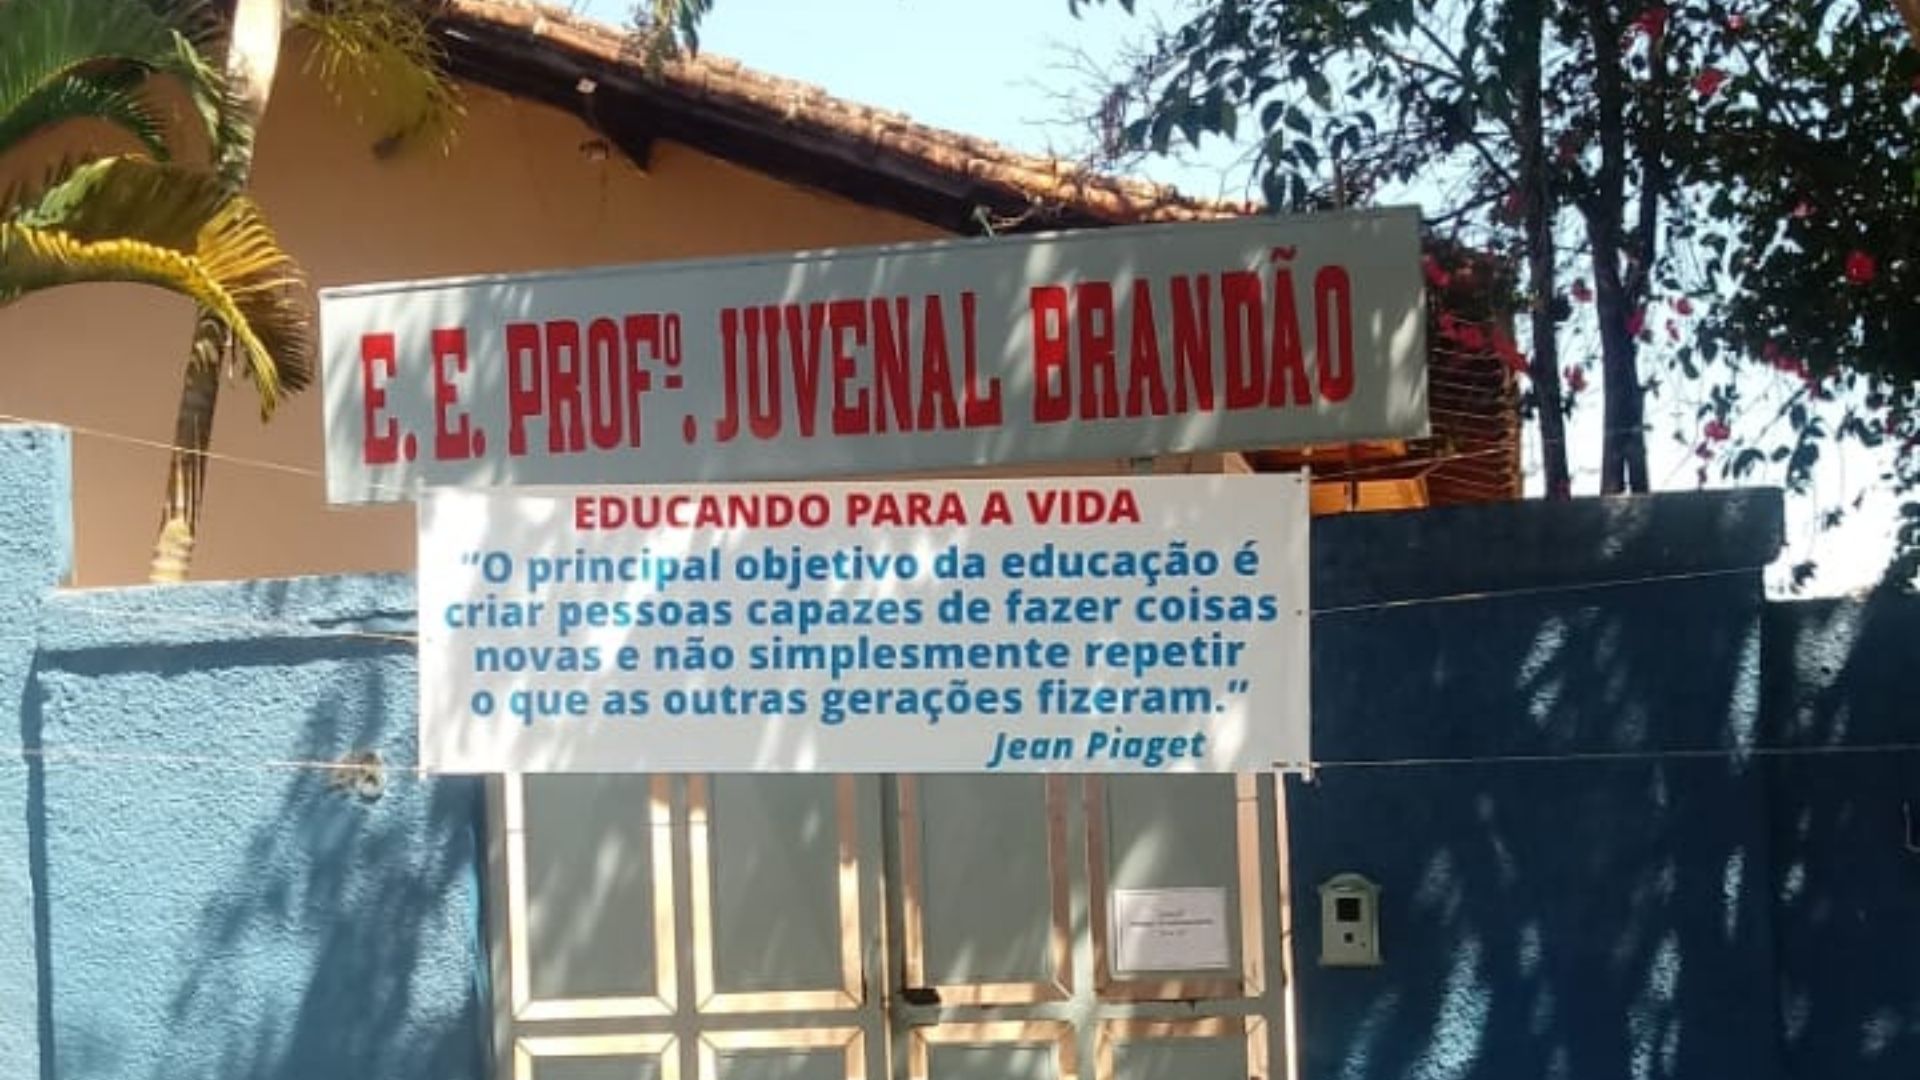 E. E. PROFº. JUVENAL BRANDÃO
EDUCANDO PARA A VIDA
“O principal objetivo da educação é
criar pessoas capazes de fazer coisas
novas e não simplesmente repetir
o que as outras gerações fizeram.”
Jean Piaget